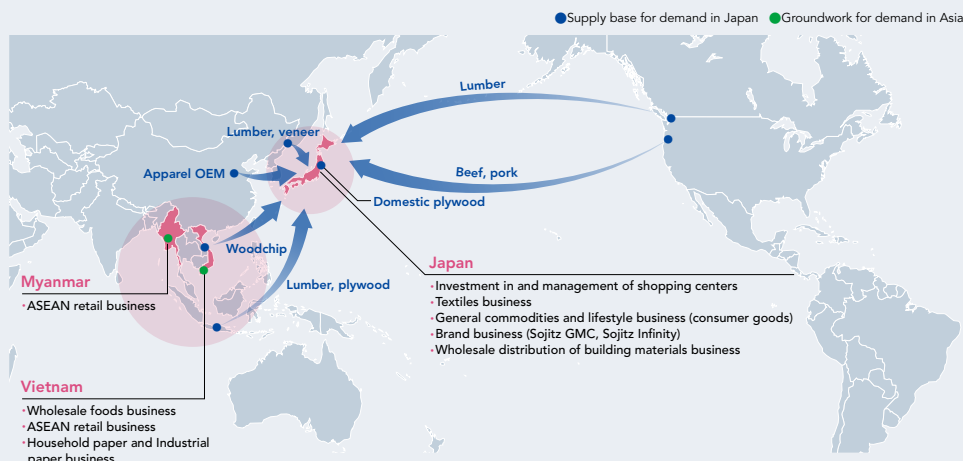 Supply base for demand in Japan
Groundwork for demand in Asia
Lumber
Lumber, veneer
Apparel OEM
Beef, pork
Domestic plywood
Woodchip
Lumber, plywood
Myanmar
・ASEAN retail business
Japan
・Investment in and management of shopping centers
・Textiles business
・General commodities and lifestyle business (consumer goods)
・Brand business (Sojitz GMC, Sojitz Infinity)
・Wholesale distribution of building materials business
Vietnam
・Wholesale foods business
・ASEAN retail business
・Household paper and Industrial
paper business